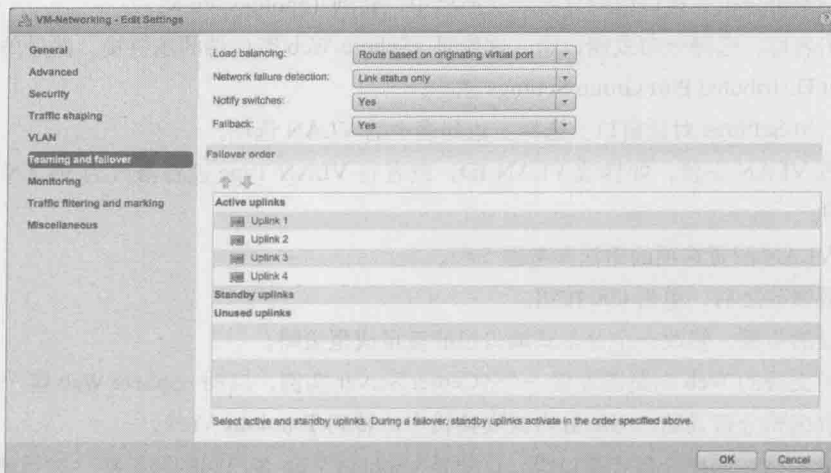 VM-Networking - Edit Settings
General
Advanced
Security
Traffic shaping
VLAN
Teaming and failover
Monitoring
Traffic filtering and marking
Miscellaneous
Load balancing: Route based on originating virtual port
Network failure detection: Link status only
Notify switches: Yes
Failback: Yes
Failover order
Active uplinks
Uplink 1
Uplink 2
Uplink 3
Uplink 4
Standby uplinks
Unused uplinks
Select active and standby uplinks. During a failover, standby uplinks activate in the order specified above.
OK Cancel